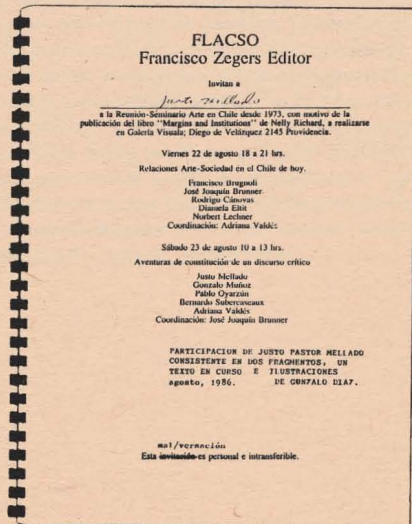 FLACSO
Francisco Zegers Editor
Invitan a
Justo Mellado
a la Reunión-Seminario Arte en Chile desde 1973, con motivo de la
publicación del libro "Margins and Institutions" de Nelly Richard, a realizarse
en Galería Visuala; Diego de Velázquez 2145 Providencia.
Viernes 22 de agosto 18 a 21 hrs.
Relaciones Arte-Sociedad en el Chile de hoy.
Francisco Brugnoli
José Joaquín Brunner
Rodrigo Cánovas
Diamela Eltit
Norbert Lechner
Coordinación: Adriana Valdés
Sábado 23 de agosto 10 a 13 hrs.
Aventuras de constitución de un discurso crítico
Justo Mellado
Gonzalo Muñoz
Pablo Oyarzún
Bernardo Subercaseaux
Adriana Valdés
Coordinación: José Joaquín Brunner
PARTICIPACION DE JUSTO PASTOR MELLADO
CONSISTENTE EN DOS FRAGMENTOS, UN
TEXTO EN CURSO E ILUSTRACIONES
agosto, 1986. DE GONZALO DIAZ.
mal/versación
Esta invitación es personal e intransferible.